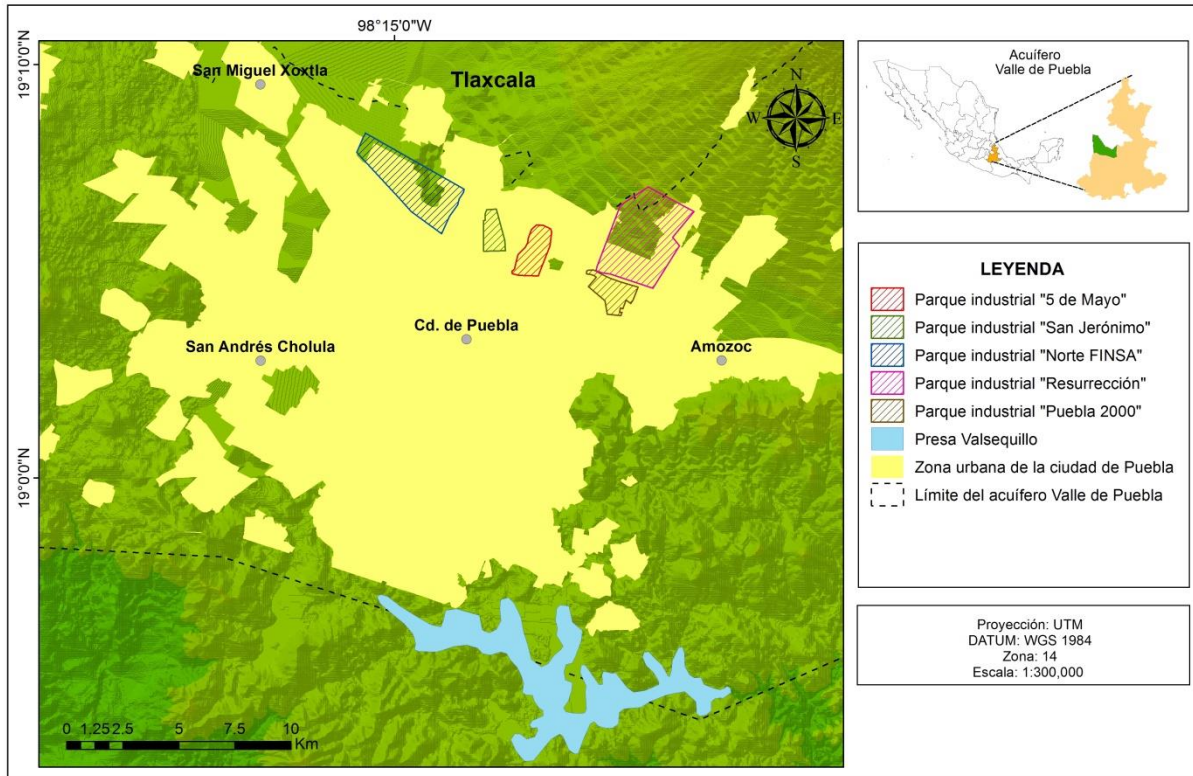 98°15'0"W
19°10'0"N
San Miguel Xoxtla
Tlaxcala
N
W E
S
Cd. de Puebla
San Andrés Cholula
Amozoc
19°0'0"N
0 1.25 2.5 5 7.5 10
Km
Acuífero
Valle de Puebla
LEYENDA
Parque industrial "5 de Mayo"
Parque industrial "San Jerónimo"
Parque industrial "Norte FINSA"
Parque industrial "Resurrección"
Parque industrial "Puebla 2000"
Presa Valsequillo
Zona urbana de la ciudad de Puebla
Límite del acuífero Valle de Puebla
Proyección: UTM
DATUM: WGS 1984
Zona: 14
Escala: 1:300,000